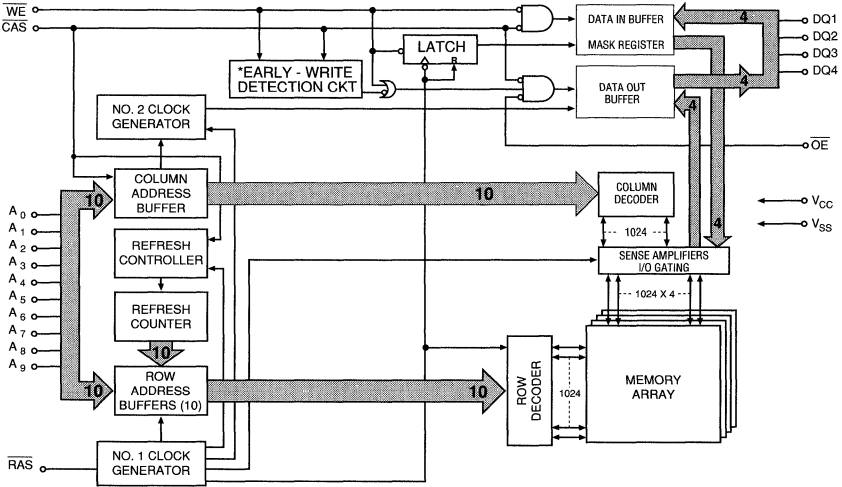 WE
CAS
DATA IN BUFFER
MASK REGISTER
4
DQ1
DQ2
DQ3
DQ4
LATCH
R
*EARLY - WRITE
DETECTION CKT
DATA OUT
BUFFER
4
4
NO. 2 CLOCK
GENERATOR
OE
COLUMN
ADDRESS
BUFFER
10
10
COLUMN
DECODER
VCC
VSS
4
1024
A0
A1
A2
A3
A4
A5
A6
A7
A8
A9
REFRESH
CONTROLLER
SENSE AMPLIFIERS
I/O GATING
1024 X 4
REFRESH
COUNTER
10
ROW
ADDRESS
BUFFERS (10)
10
10
ROW
DECODER
1024
MEMORY
ARRAY
RAS
NO. 1 CLOCK
GENERATOR